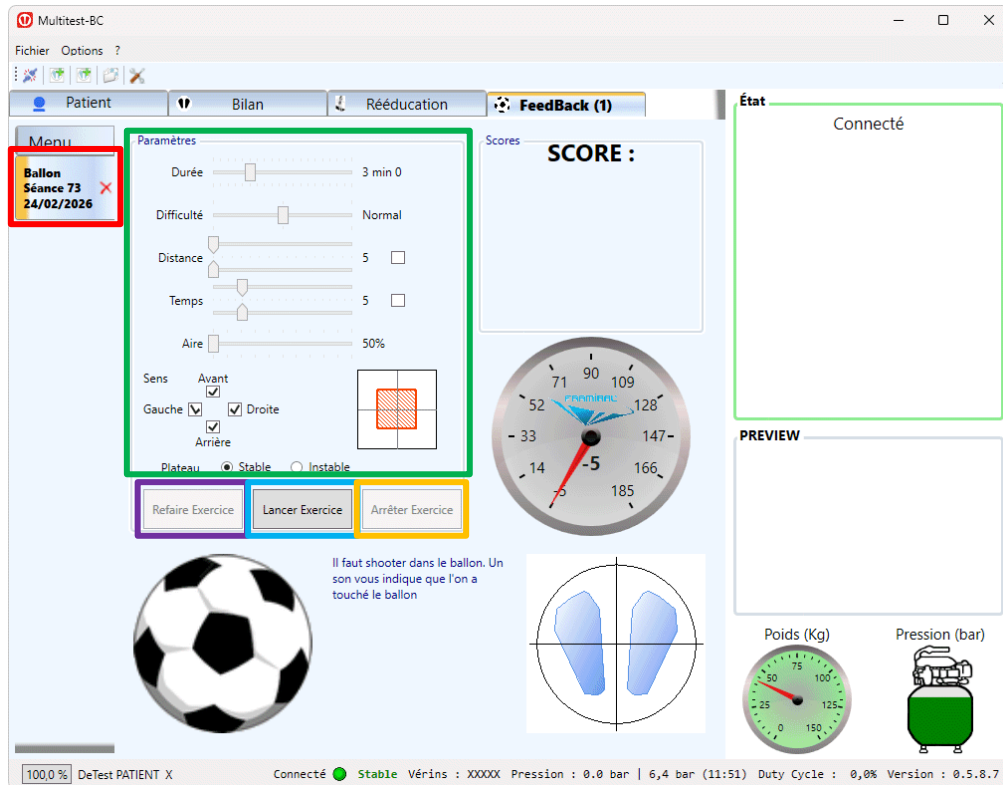 Multitest-BC
Fichier Options ?
Patient Bilan Rééducation FeedBack (1)
Menu
Ballon
Séance 73
24/02/2026
Paramètres
Durée 3 min 0
Difficulté Normal
Distance 5
Temps 5
Aire 50%
Sens Avant
Gauche Droite
Arrière
Plateau Stable Instable
Refaire Exercice Lancer Exercice Arrêter Exercice
Scores
SCORE :
71 90 109
52 FRAMIRAL 128
33 147
14 -5 166
-5 185
Il faut shooter dans le ballon. Un
son vous indique que l'on a
touché le ballon
État
Connecté
PREVIEW
Poids (Kg) Pression (bar)
75
50 100
25 125
0 150
100,0 % DeTest PATIENT X Connecté Stable Vérins : XXXXX Pression : 0.0 bar | 6,4 bar (11:51) Duty Cycle : 0,0% Version : 0.5.8.7